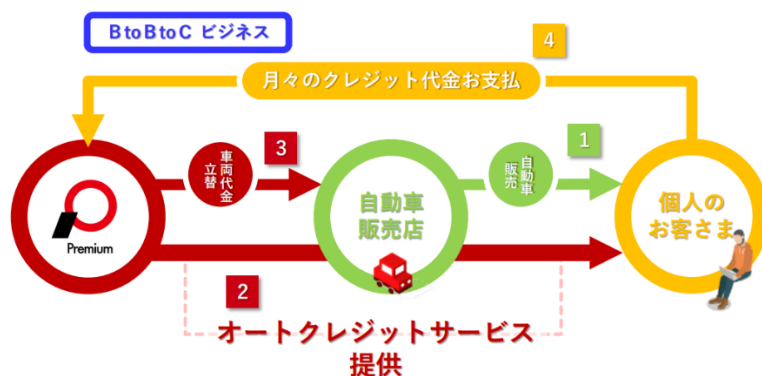 BtoBtoC ビジネス
4
月々のクレジット代金お支払
3
1
車両代金
立替
自動車
販売
自動車
販売店
個人の
お客さま
Premium
2
オートクレジットサービス
提供